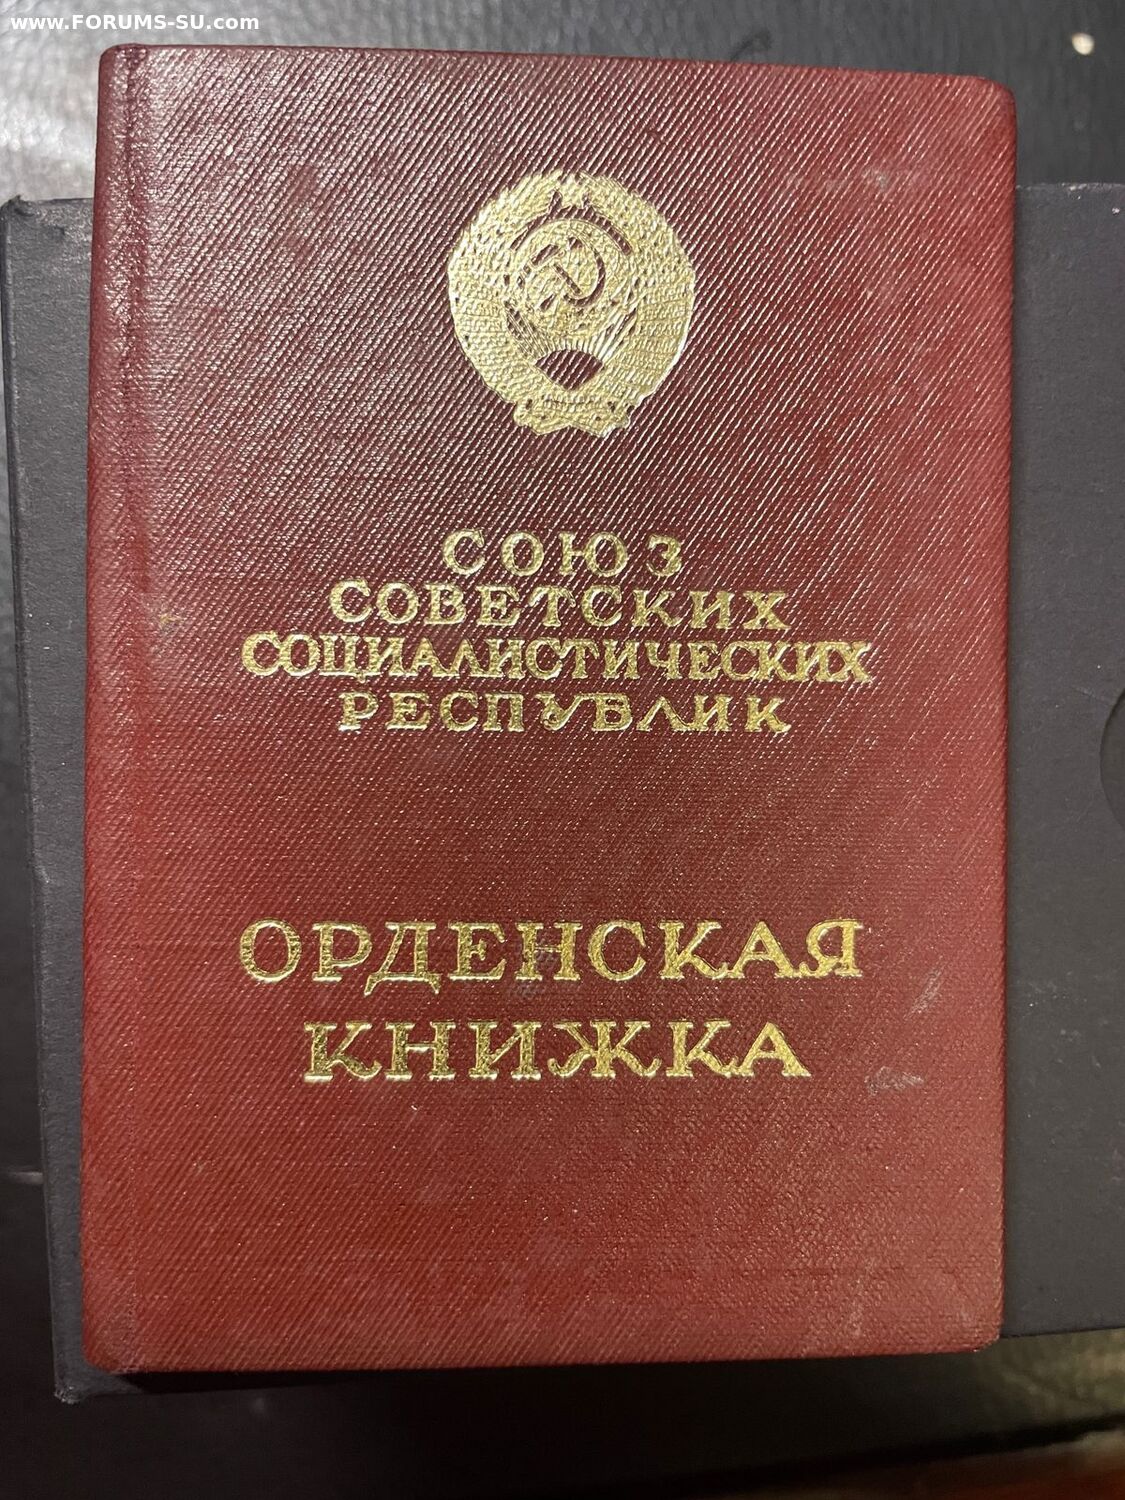 www.FORUMS-SU.com
СОЮЗ
СОВЕТСКИХ
СОЦИАЛИСТИЧЕСКИХ
РЕСПУБЛИК
ОРДЕНСКАЯ
КНИЖКА